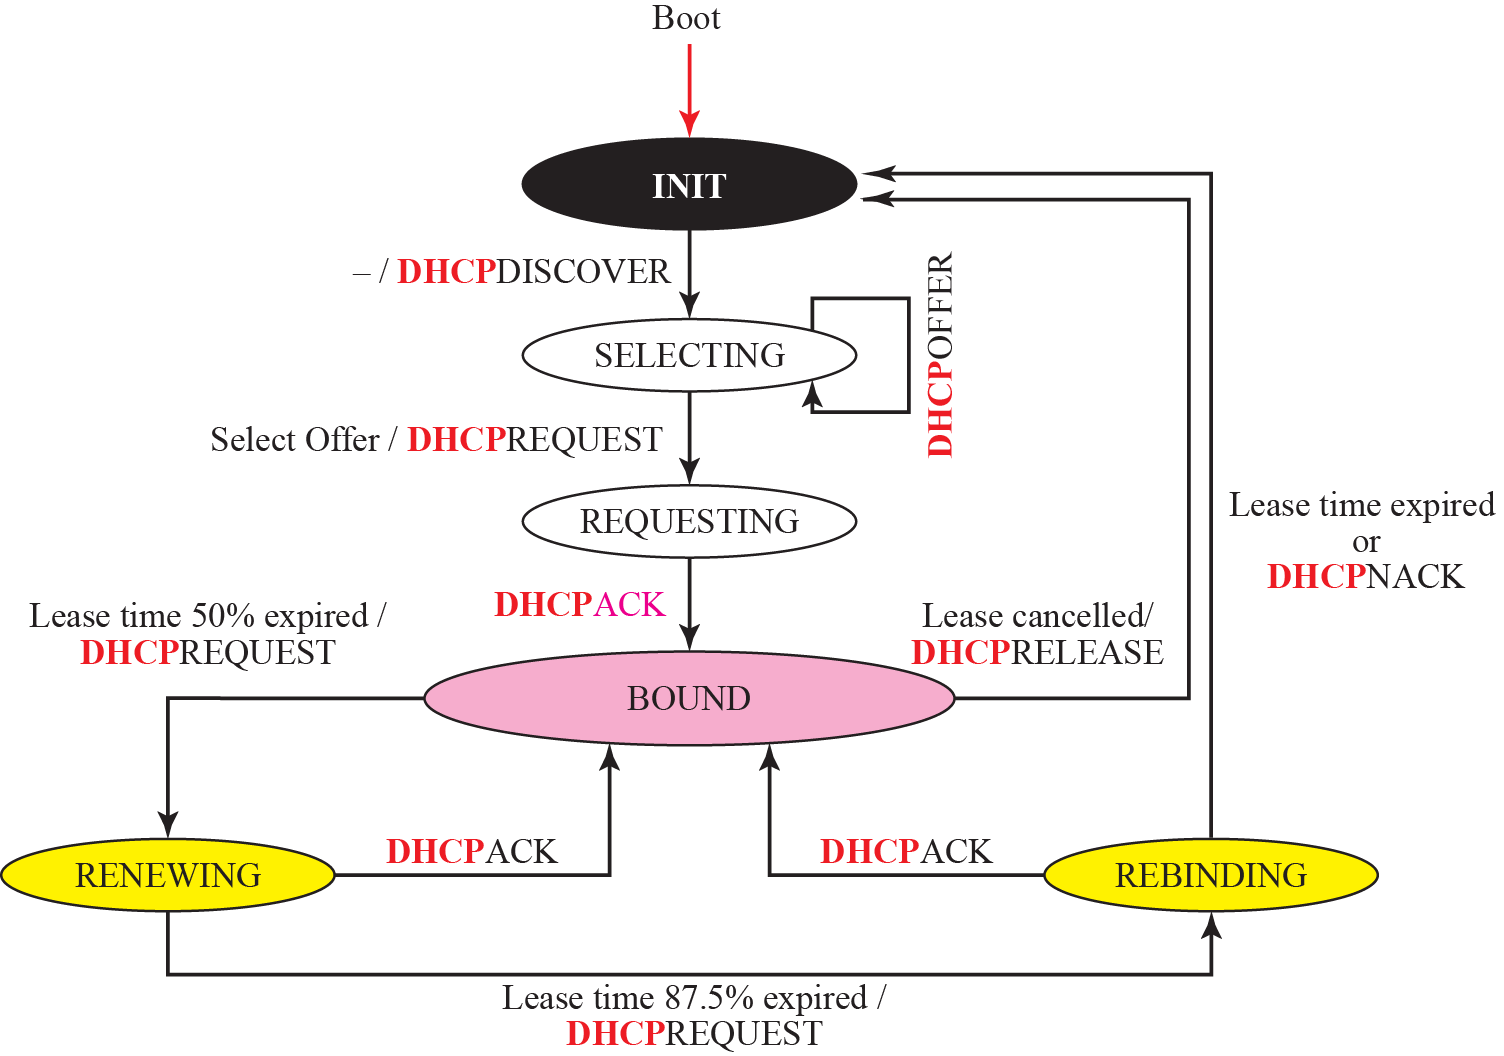 Boot
INIT
– / DHCPDISCOVER
DHCPOFFER
SELECTING
Select Offer / DHCPREQUEST
REQUESTING
Lease time expired
or
DHCPNACK
DHCPACK
Lease time 50% expired /
DHCPREQUEST
Lease cancelled/
DHCPRELEASE
BOUND
DHCPACK
DHCPACK
RENEWING
REBINDING
Lease time 87.5% expired /
DHCPREQUEST